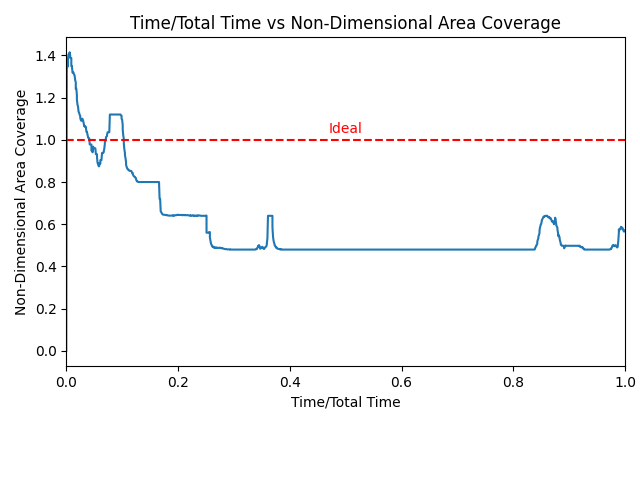 Time/Total Time vs Non-Dimensional Area Coverage
Non-Dimensional Area Coverage
1.4
1.2
1.0
0.8
0.6
0.4
0.2
0.0
Ideal
0.0 0.2 0.4 0.6 0.8 1.0
Time/Total Time